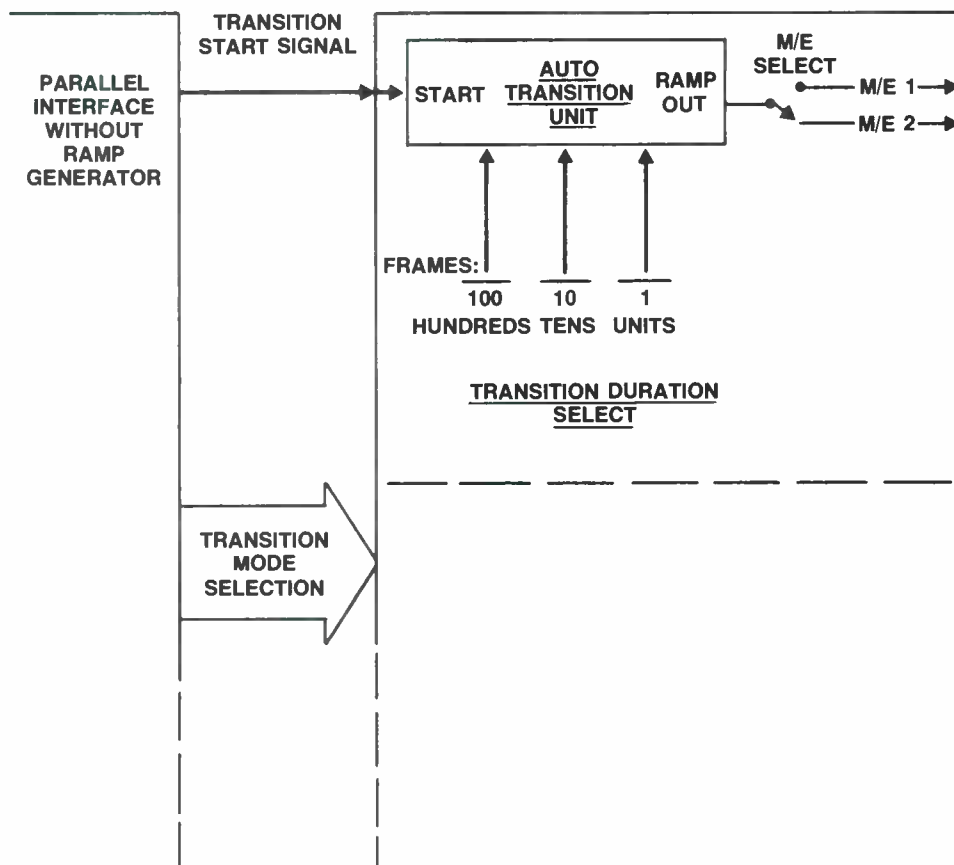 TRANSITION
START SIGNAL
PARALLEL
INTERFACE
WITHOUT
RAMP
GENERATOR
START
AUTO
TRANSITION
UNIT
RAMP
OUT
M/E
SELECT
M/E 1
M/E 2
FRAMES:
100 10 1
HUNDREDS TENS UNITS
TRANSITION DURATION
SELECT
TRANSITION
MODE
SELECTION